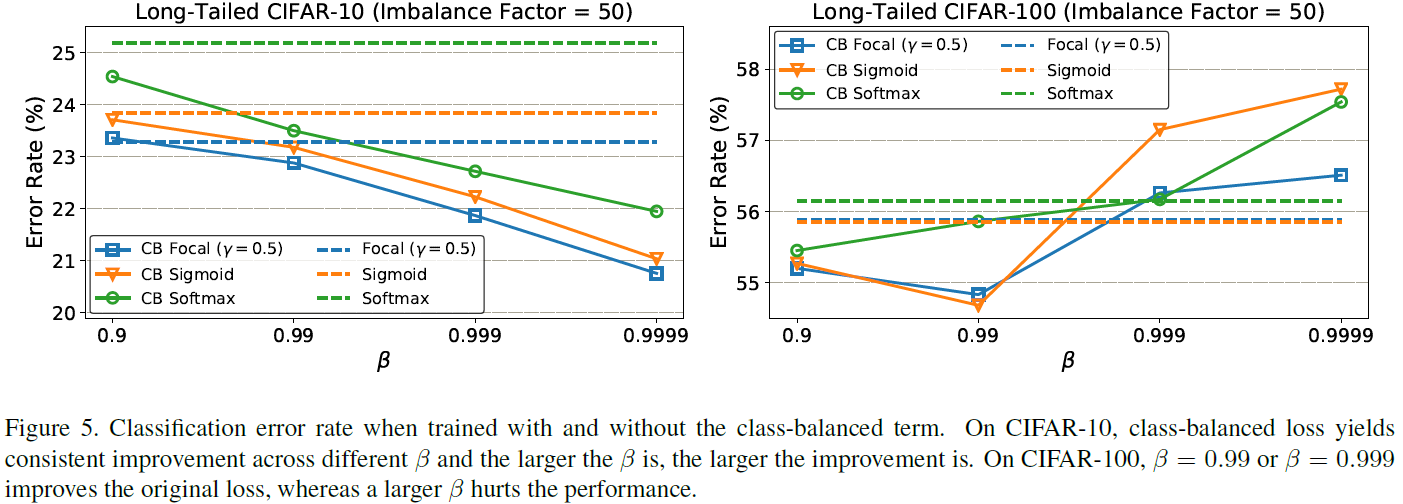 Long-Tailed CIFAR-10 (Imbalance Factor = 50)
25
24
23
22
21
20
Error Rate (%)
CB Focal (γ = 0.5)
CB Sigmoid
CB Softmax
Focal (γ = 0.5)
Sigmoid
Softmax
0.9
0.99
0.999
0.9999
β
Long-Tailed CIFAR-100 (Imbalance Factor = 50)
CB Focal (γ = 0.5)
CB Sigmoid
CB Softmax
Focal (γ = 0.5)
Sigmoid
Softmax
58
57
56
55
Error Rate (%)
0.9
0.99
0.999
0.9999
β
Figure 5. Classification error rate when trained with and without the class-balanced term. On CIFAR-10, class-balanced loss yields
consistent improvement across different β and the larger the β is, the larger the improvement is. On CIFAR-100, β = 0.99 or β = 0.999
improves the original loss, whereas a larger β hurts the performance.